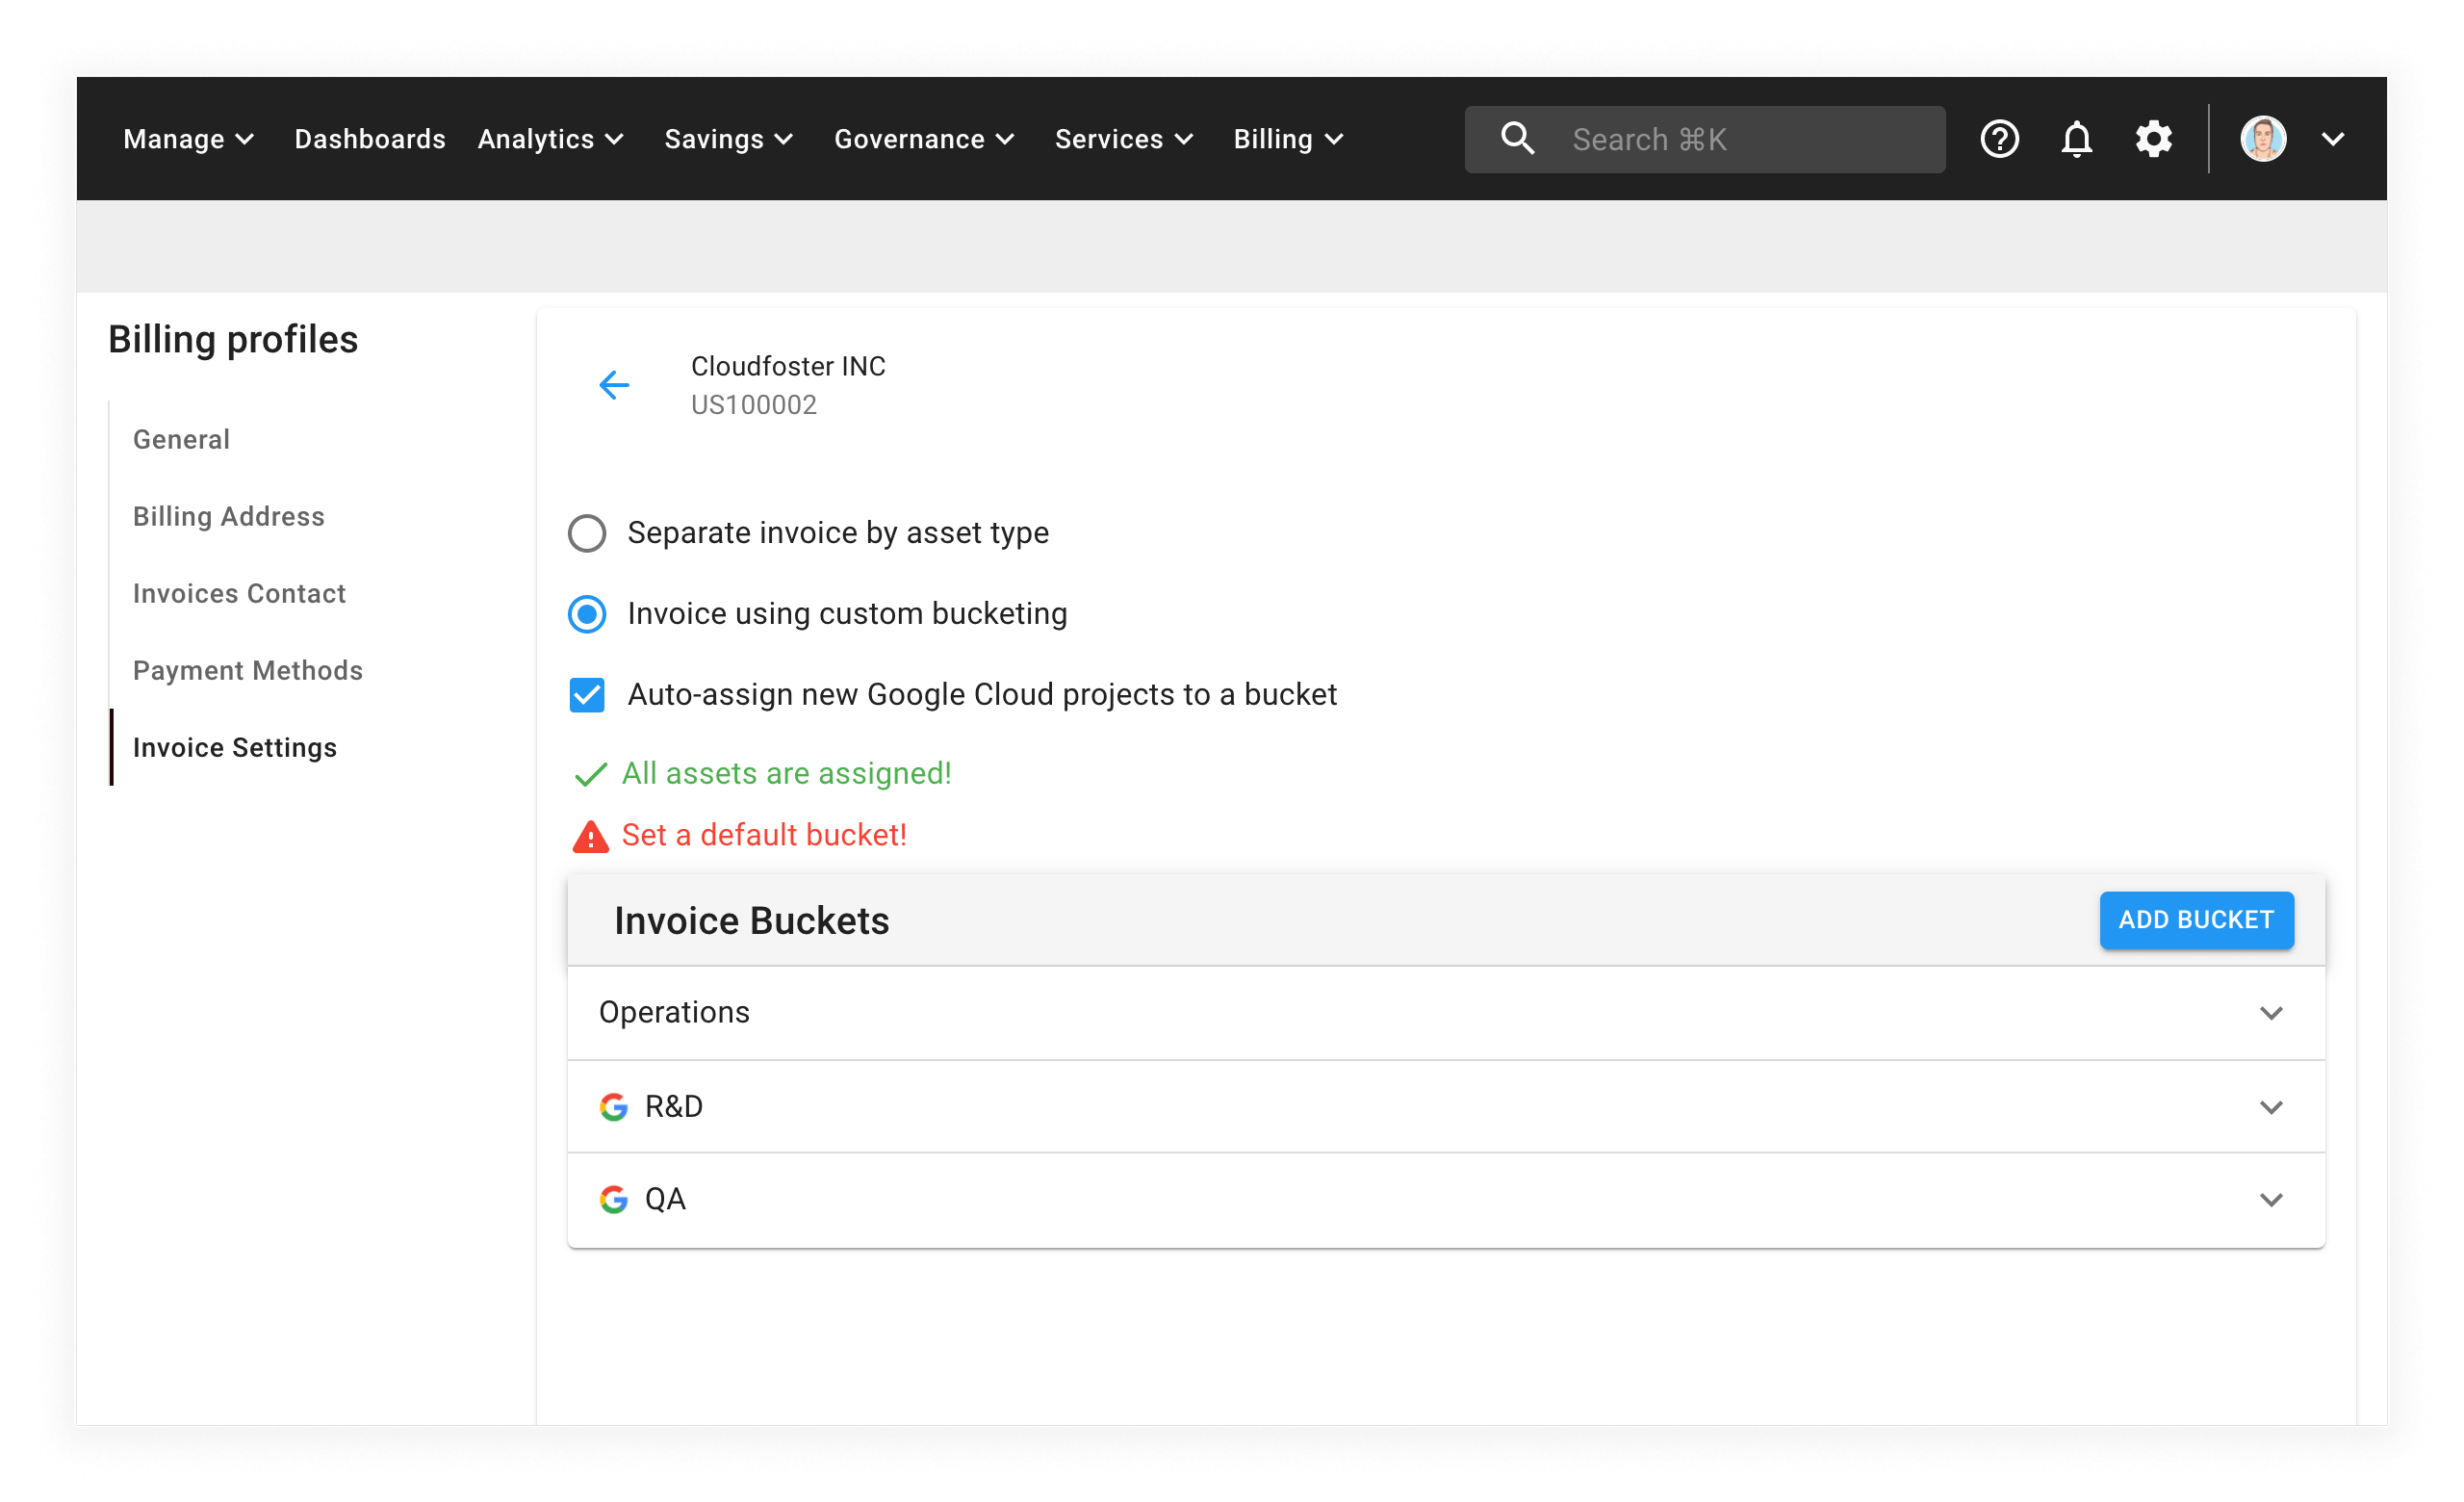 Manage Dashboards Analytics Savings Governance Services Billing Search ⌘K
Billing profiles
General
Billing Address
Invoices Contact
Payment Methods
Invoice Settings
Cloudfoster INC
US100002
Separate invoice by asset type
Invoice using custom bucketing
Auto-assign new Google Cloud projects to a bucket
All assets are assigned!
Set a default bucket!
Invoice Buckets ADD BUCKET
Operations
R&D
QA